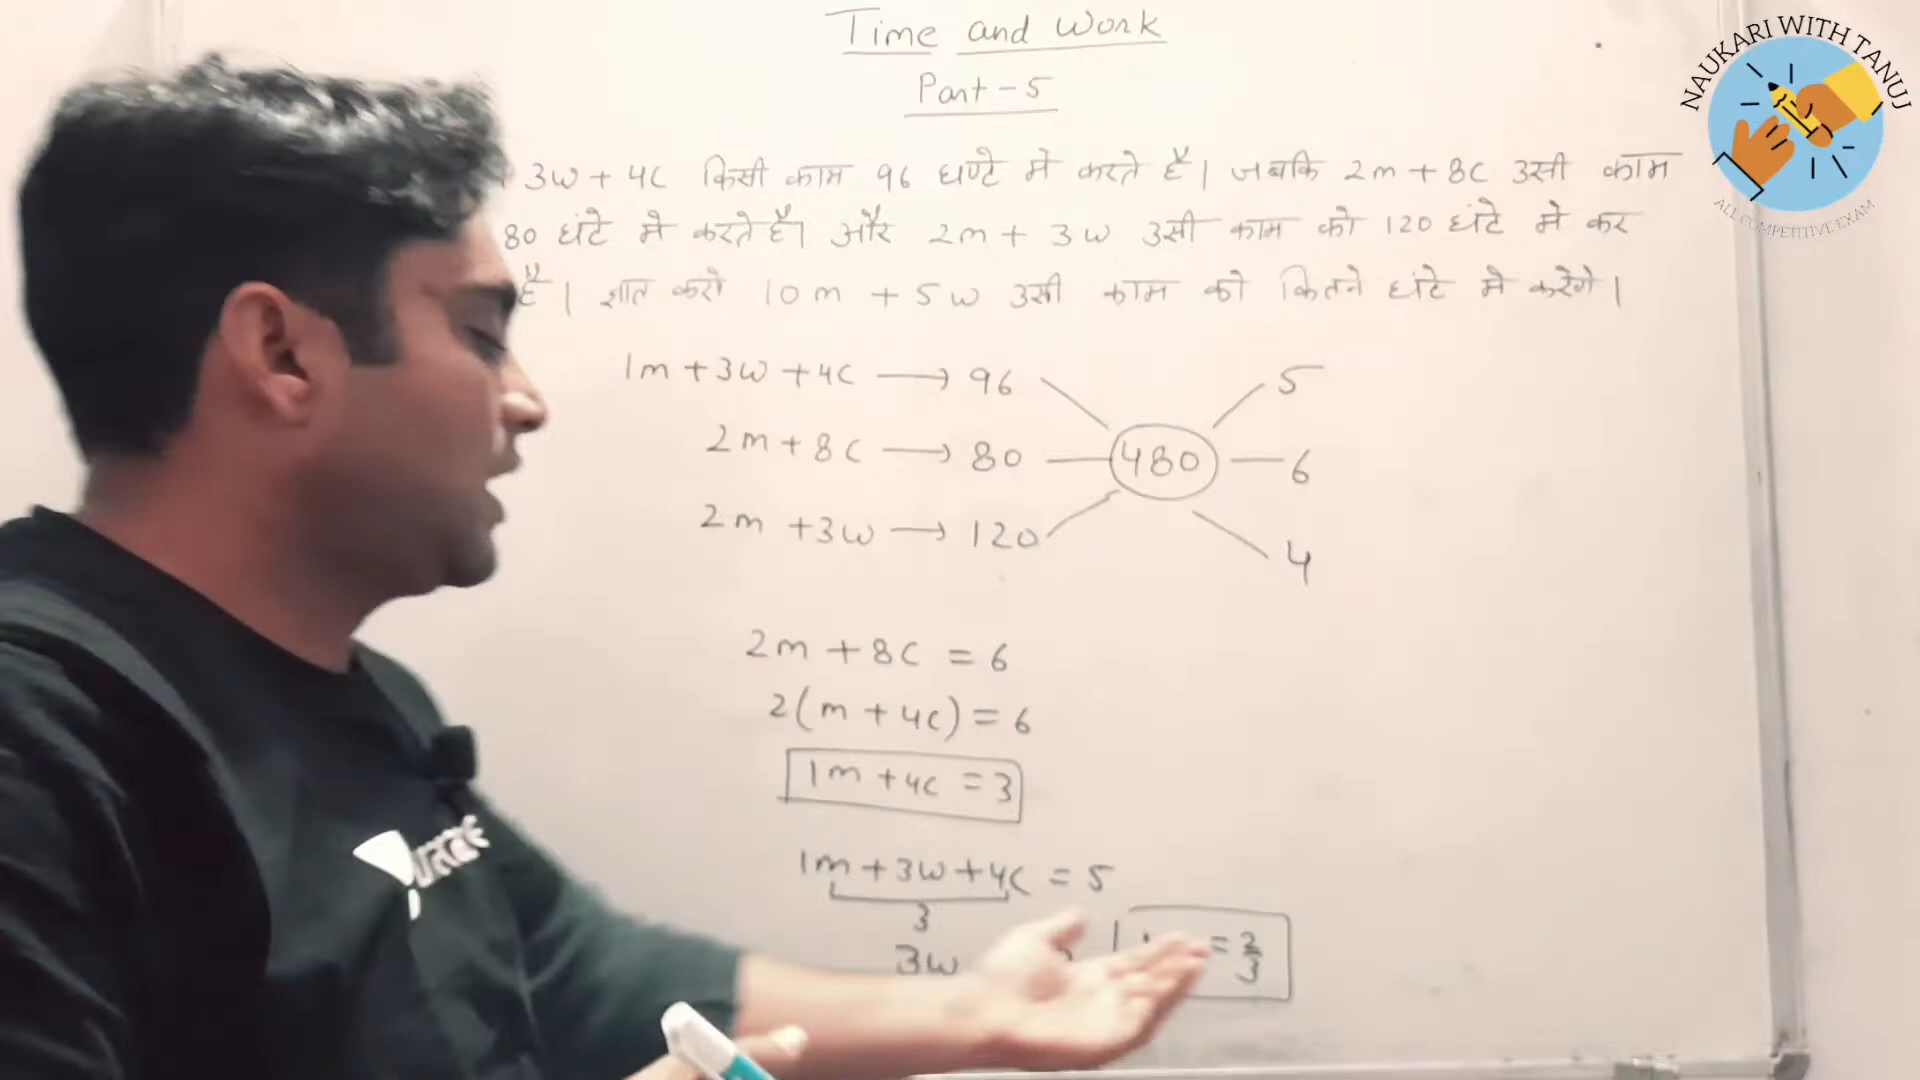 Time and Work
Part-5
3w + 4c किसी काम 96 घण्टे मे करते हैं। जबकि 2m + 8c उसी काम
80 घंटे मे करते हैं। और 2m + 3w उसी काम को 120 घंटे मे कर
हैं। ज्ञात करो 10m + 5w उसी काम को कितने घंटे मे करेंगे।
1m + 3w + 4c → 96
5
2m + 8c → 80
480
6
2m + 3w → 120
4
2m + 8c = 6
2(m + 4c) = 6
1m + 4c = 3
1m + 3w + 4c = 5
3
3w
1
= 2/3
NAUKARI WITH TANUJ
ALL COMPETITIVE EXAM